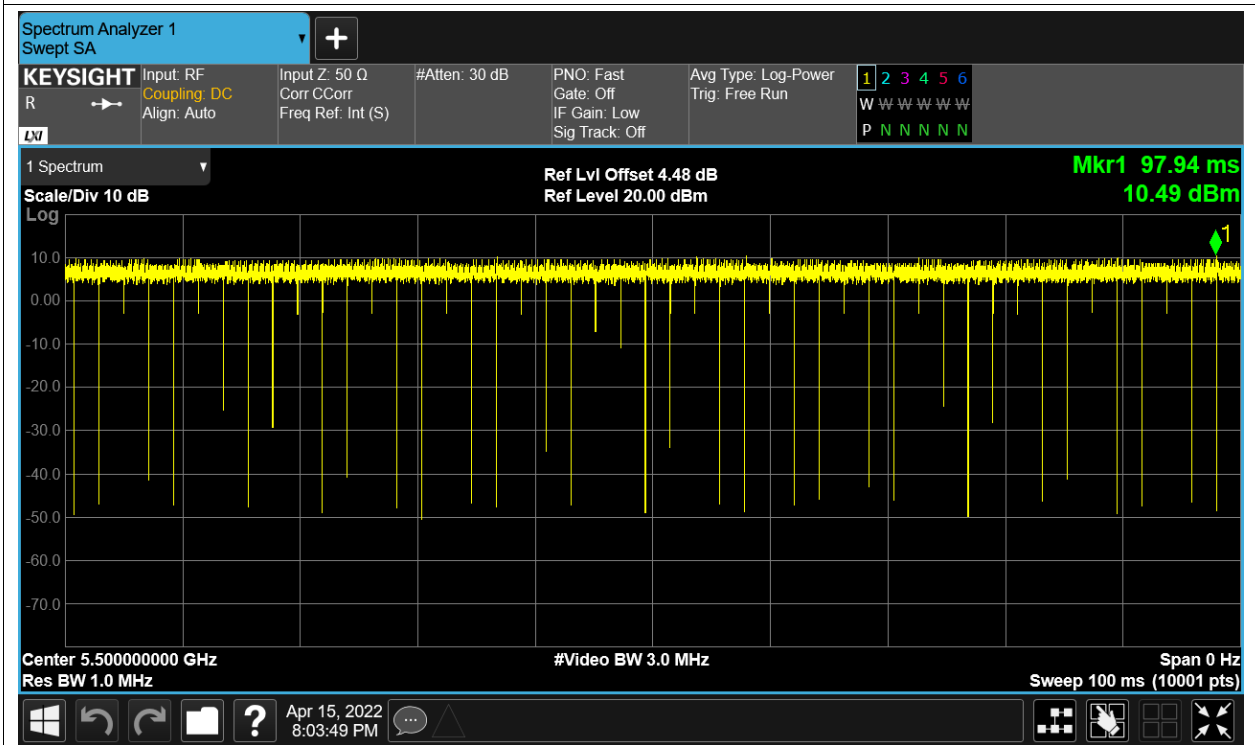 Spectrum Analyzer 1
Swept SA
KEYSIGHT
R
LXI
Input: RF
Coupling: DC
Align: Auto
Input Z: 50 Ω
Corr CCorr
Freq Ref: Int (S)
#Atten: 30 dB
PNO: Fast
Gate: Off
IF Gain: Low
Sig Track: Off
Avg Type: Log-Power
Trig: Free Run
1 2 3 4 5 6
W W W W W W
P N N N N N
1 Spectrum
Scale/Div 10 dB
Log
Ref Lvl Offset 4.48 dB
Ref Level 20.00 dBm
Mkr1 97.94 ms
10.49 dBm
1
10.0
0.00
-10.0
-20.0
-30.0
-40.0
-50.0
-60.0
-70.0
Center 5.500000000 GHz
Res BW 1.0 MHz
#Video BW 3.0 MHz
Span 0 Hz
Sweep 100 ms (10001 pts)
?
Apr 15, 2022
8:03:49 PM